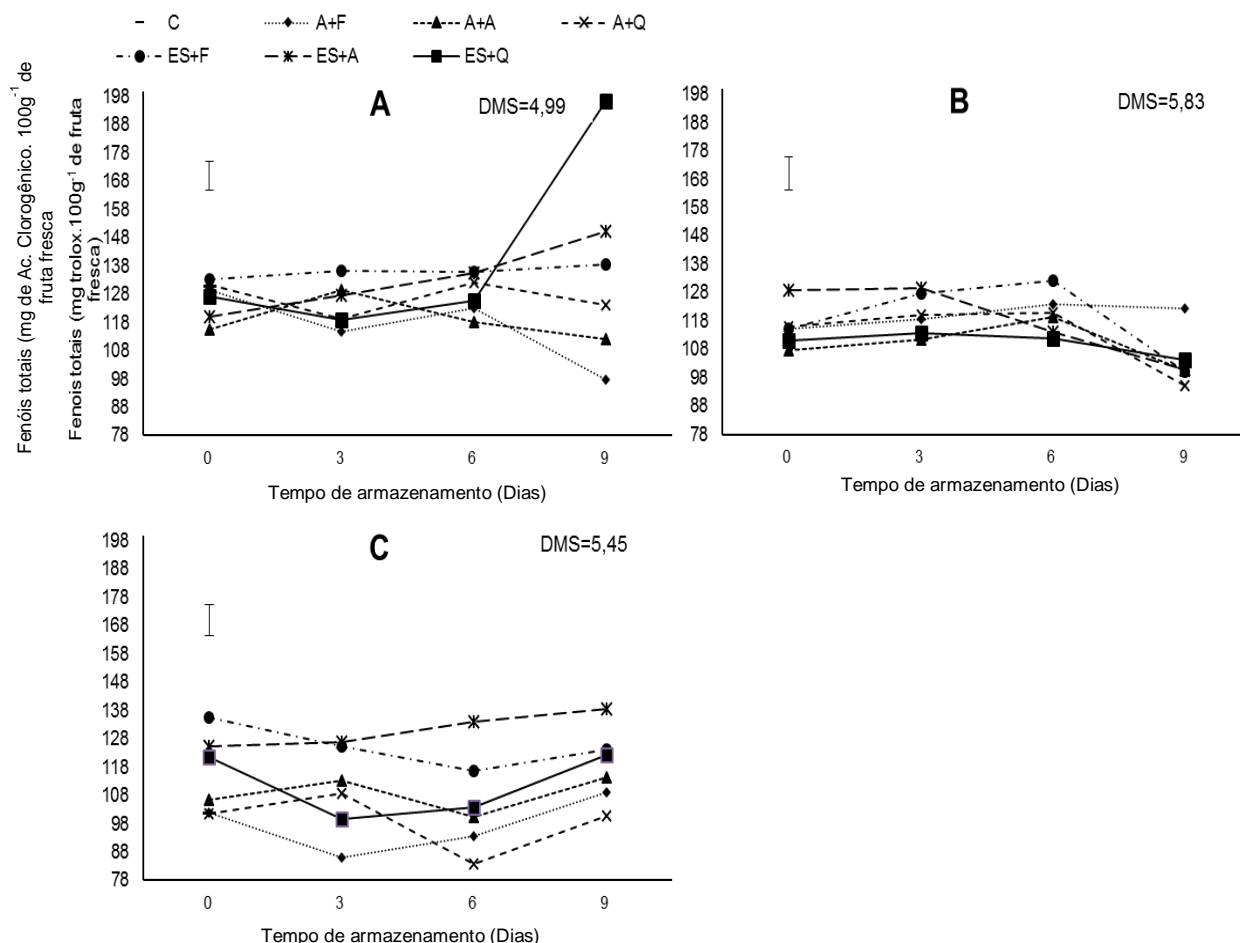 C A+F A+A A+Q
ES+F ES+A ES+Q
Fenóis totais (mg de Ac. Clorogênico. 100g-1 de
fruta fresca
Fenois totais (mg trolox.100g-1 de fruta
fresca)
A
DMS=4,99
198
188
178
168
158
148
138
128
118
108
98
88
78
0 3 6 9
Tempo de armazenamento (Dias)
B
DMS=5,83
198
188
178
168
158
148
138
128
118
108
98
88
78
0 3 6 9
Tempo de armazenamento (Dias)
C
DMS=5,45
198
188
178
168
158
148
138
128
118
108
98
88
78
0 3 6 9
Tempo de armazenamento (Dias)